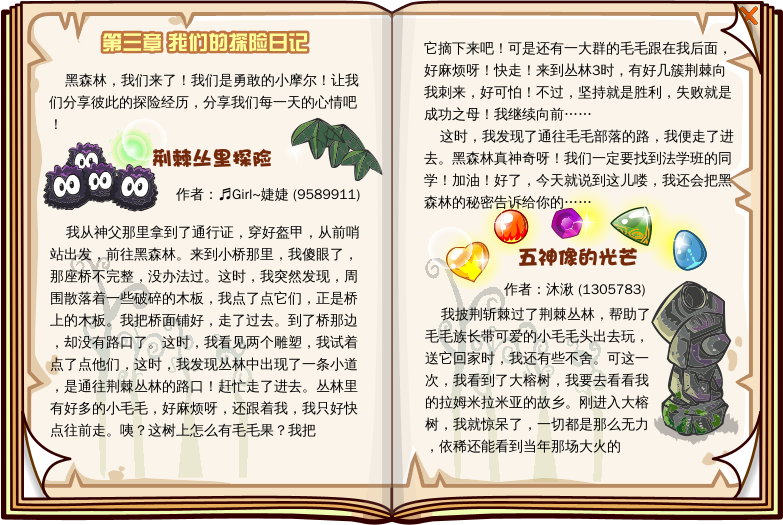 第三章 我们的探险日记
黑森林，我们来了！我们是勇敢的小摩尔！让我
们分享彼此的探险经历，分享我们每一天的心情吧
！
荆棘丛里探险
作者：♬Girl~婕婕 (9589911)
我从神父那里拿到了通行证，穿好盔甲，从前哨
站出发，前往黑森林。来到小桥那里，我傻眼了，
那座桥不完整，没办法过。这时，我突然发现，周
围散落着一些破碎的木板，我点了点它们，正是桥
上的木板。我把桥面铺好，走了过去。到了桥那边
，却没有路口了。这时，我看见两个雕塑，我试着
点了点他们，这时，我发现丛林中出现了一条小道
，是通往荆棘丛林的路口！赶忙走了进去。丛林里
有好多的小毛毛，好麻烦呀，还跟着我，我只好快
点往前走。咦？这树上怎么有毛毛果？我把
它摘下来吧！可是还有一大群的毛毛跟在我后面，
好麻烦呀！快走！来到丛林3时，有好几簇荆棘向
我刺来，好可怕！不过，坚持就是胜利，失败就是
成功之母！我继续向前……
这时，我发现了通往毛毛部落的路，我便走了进
去。黑森林真神奇呀！我们一定要找到法学班的同
学！加油！好了，今天就说到这儿喽，我还会把黑
森林的秘密告诉给你的……
五神像的光芒
作者：沐湫 (1305783)
我披荆斩棘过了荆棘丛林，帮助了
毛毛族长带可爱的小毛毛头出去玩，
送它回家时，我还有些不舍。可这一
次，我看到了大榕树，我要去看看我
的拉姆米拉米亚的故乡。刚进入大榕
树，我就惊呆了，一切都是那么无力
，依稀还能看到当年那场大火的